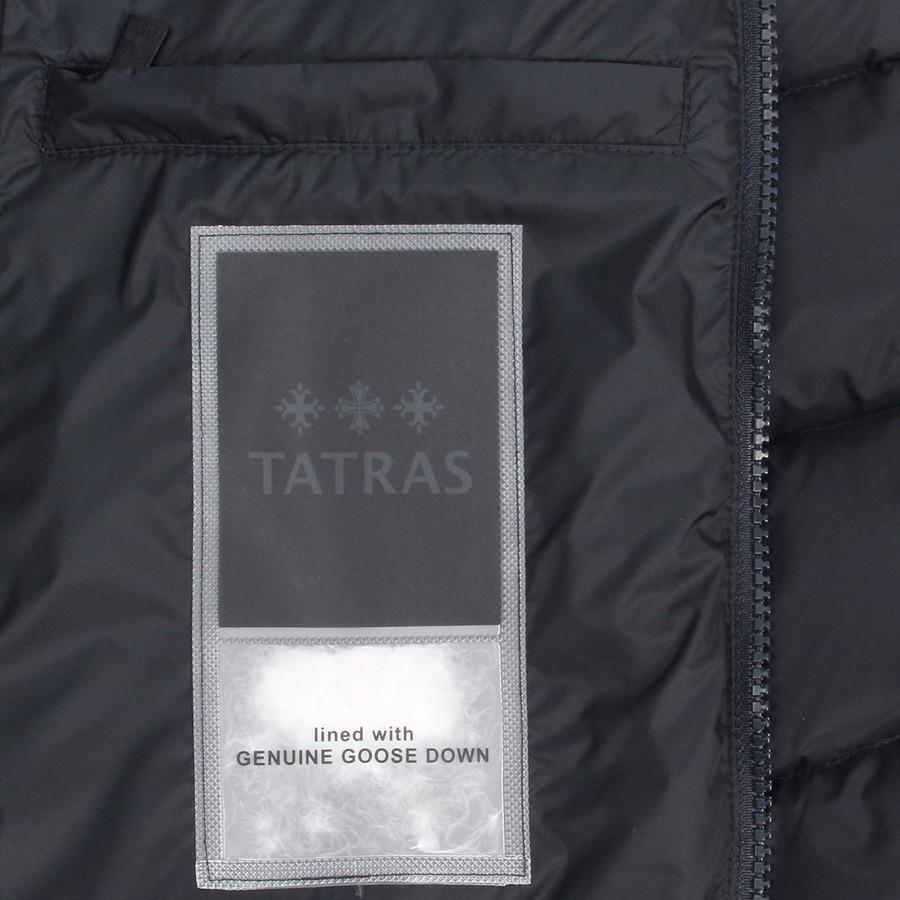 TATRAS
lined with
GENUINE GOOSE DOWN